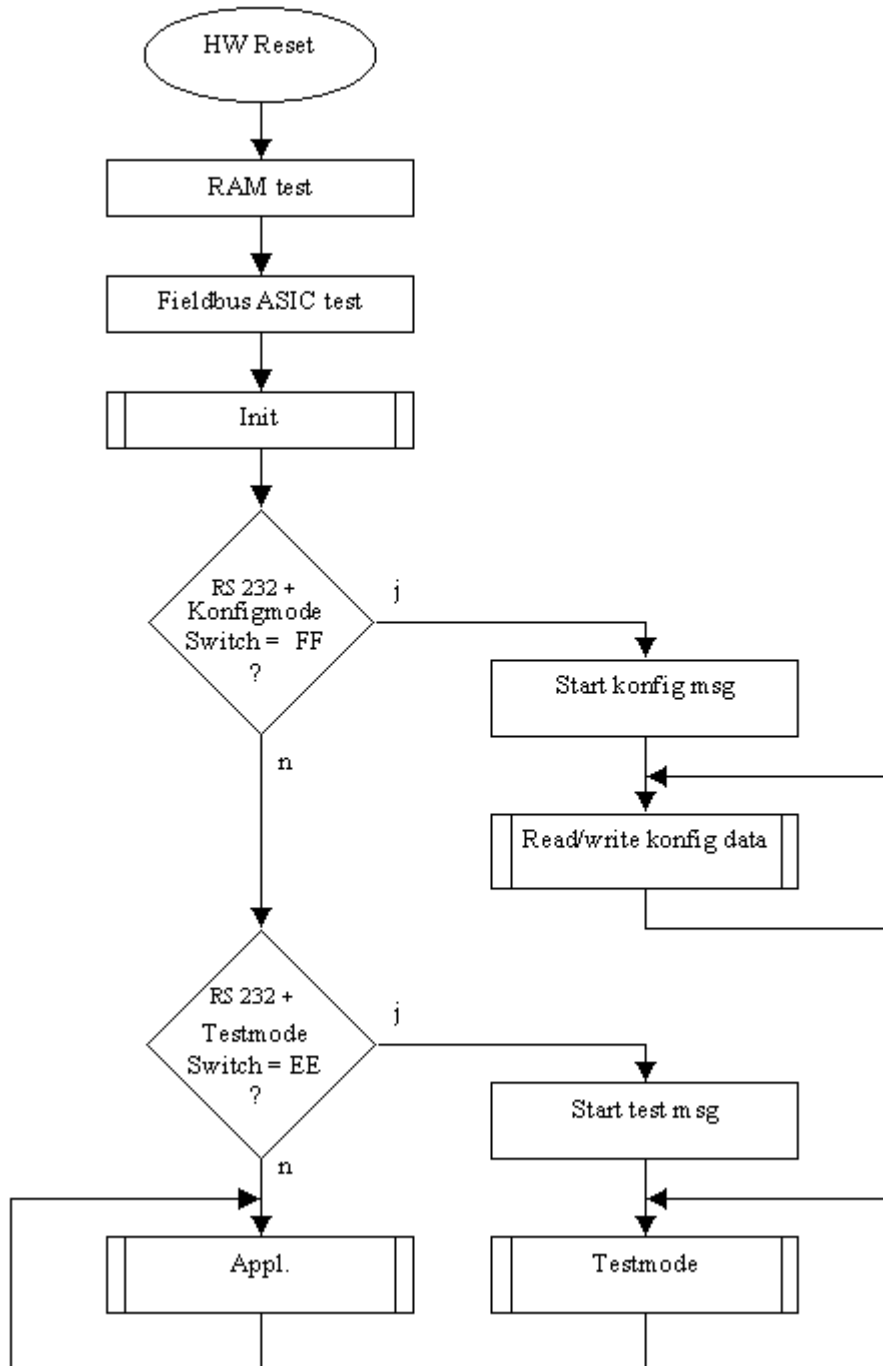 HW Reset
RAM test
Fieldbus ASIC test
Init
RS 232 +
Konfigmode
Switch = FF
?
j
Start konfig msg
n
Read/write konfig data
RS 232 +
Testmode
Switch = EE
?
j
Start test msg
n
Appl.
Testmode